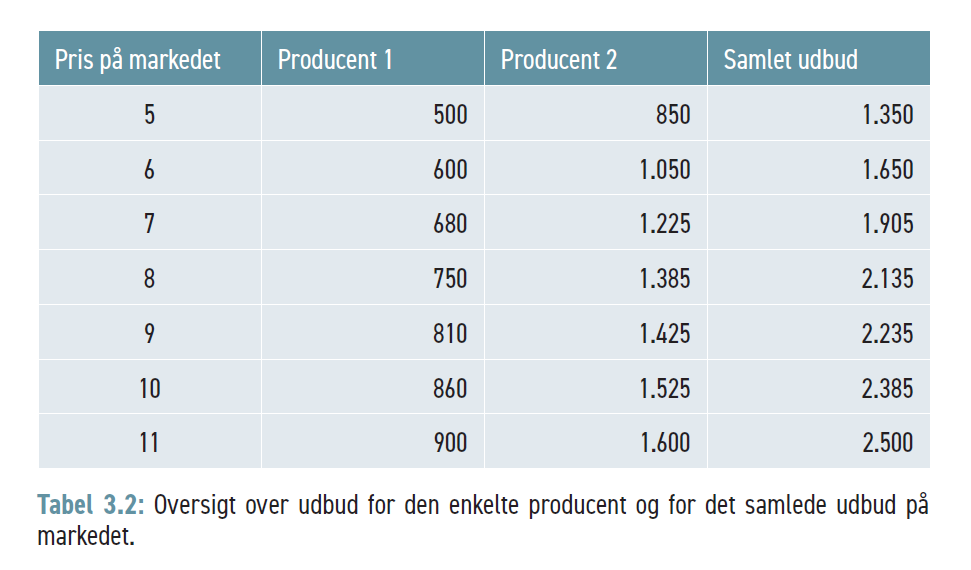 Pris på markedet Producent 1 Producent 2 Samlet udbud
5 500 850 1.350
6 600 1.050 1.650
7 680 1.225 1.905
8 750 1.385 2.135
9 810 1.425 2.235
10 860 1.525 2.385
11 900 1.600 2.500
Tabel 3.2: Oversigt over udbud for den enkelte producent og for det samlede udbud på
markedet.